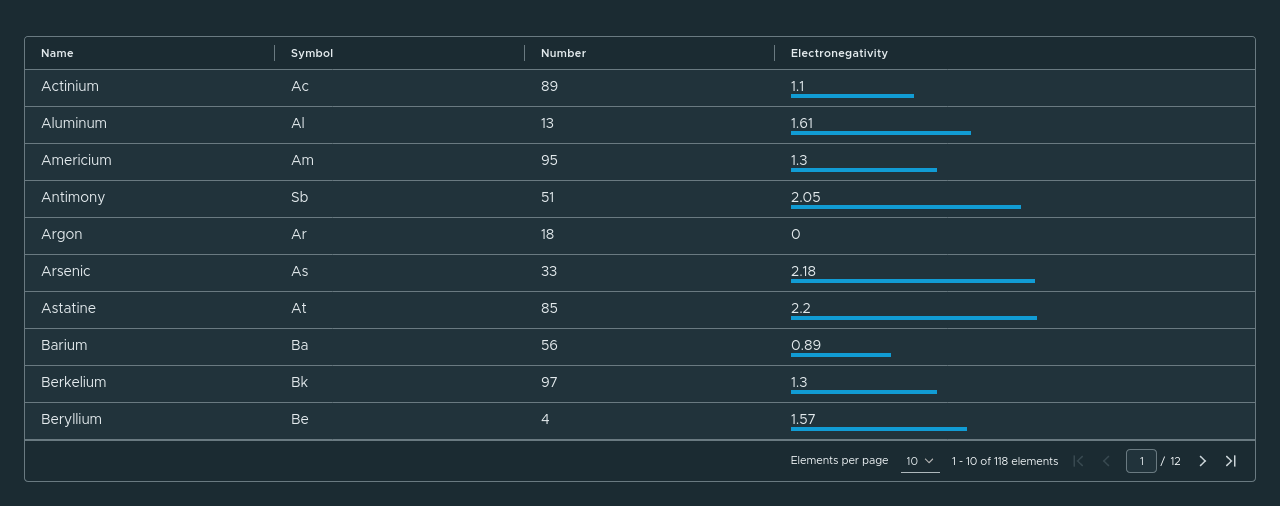 Name Symbol Number Electronegativity
Actinium Ac 89 1.1
Aluminum Al 13 1.61
Americium Am 95 1.3
Antimony Sb 51 2.05
Argon Ar 18 0
Arsenic As 33 2.18
Astatine At 85 2.2
Barium Ba 56 0.89
Berkelium Bk 97 1.3
Beryllium Be 4 1.57
Elements per page 10 1 - 10 of 118 elements 1 / 12